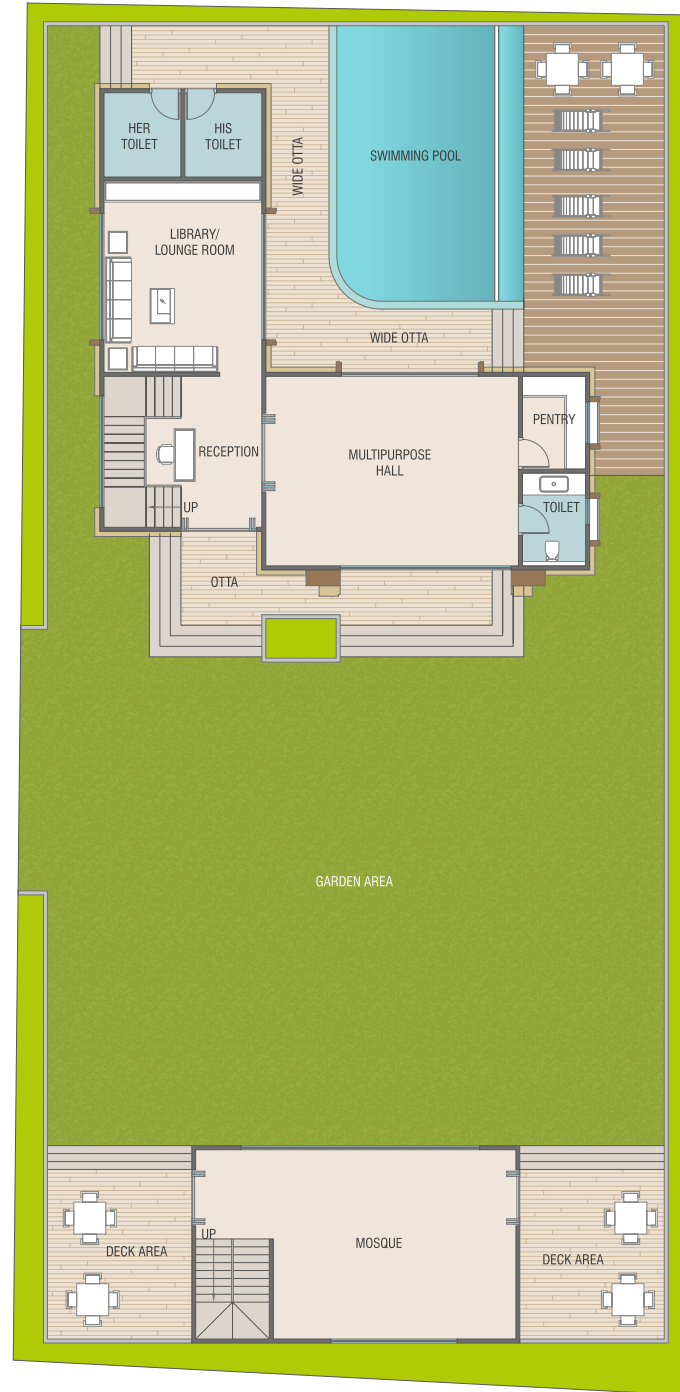 HER
TOILET
HIS
TOILET
WIDE OTTA
SWIMMING POOL
LIBRARY/
LOUNGE ROOM
WIDE OTTA
RECEPTION
MULTIPURPOSE
HALL
PENTRY
UP
TOILET
OTTA
GARDEN AREA
UP
MOSQUE
DECK AREA
DECK AREA